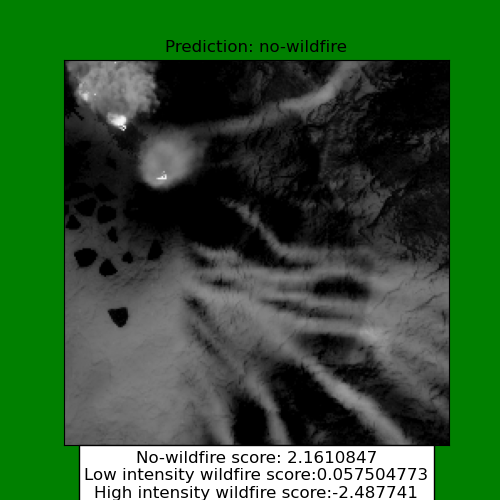 Prediction: no-wildfire
No-wildfire score: 2.1610847
Low intensity wildfire score:0.057504773
High intensity wildfire score:-2.487741